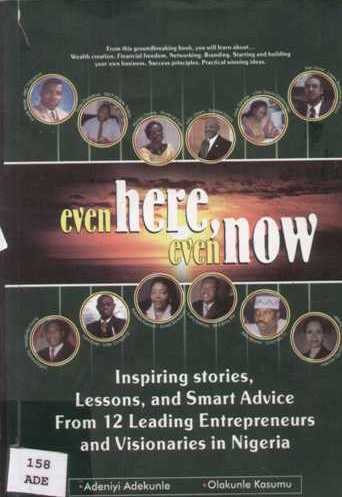 From this groundbreaking book, you will learn about...
Wealth creation. Financial freedom. Networking. Branding. Starting and building
your own business. Success principles. Practical winning ideas.
even here,
even now
Inspiring stories,
Lessons, and Smart Advice
From 12 Leading Entrepreneurs
and Visionaries in Nigeria
158
ADE
•Adeniyi Adekunle •Olakunle Kasumu